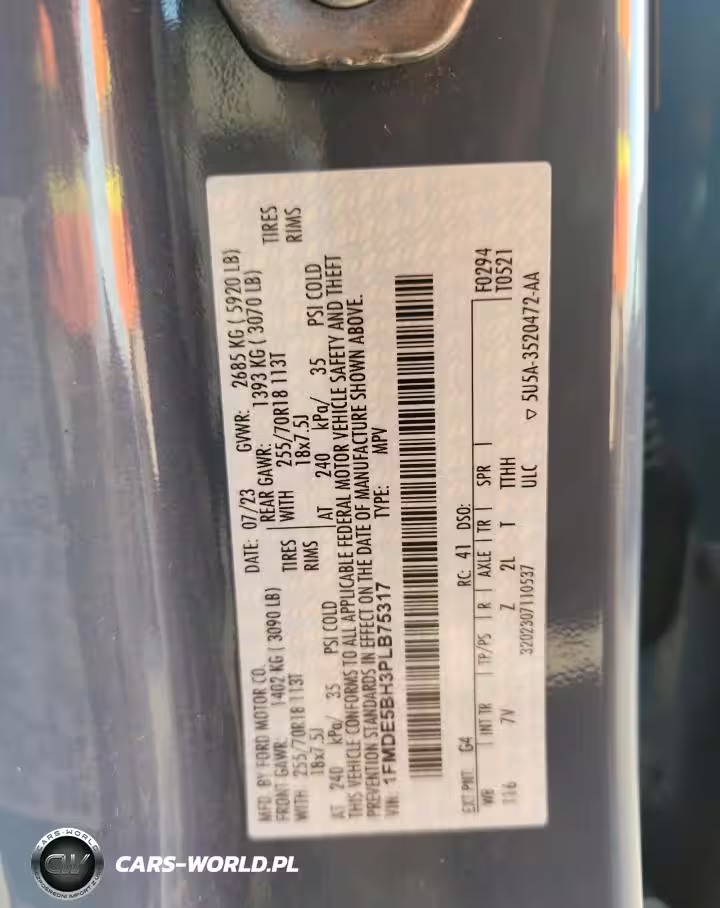 MFD. BY FORD MOTOR CO.
DATE: 07/23 GVWR: 2685 KG ( 5920 LB)
FRONT GAWR: 1402 KG ( 3090 LB)
REAR GAWR: 1393 KG ( 3070 LB)
WITH 255/70R18 113T TIRES
WITH 255/70R18 113T TIRES
18x7.5J RIMS
18x7.5J RIMS
AT 240 kPa/ 35 PSI COLD
AT 240 kPa/ 35 PSI COLD
THIS VEHICLE CONFORMS TO ALL APPLICABLE FEDERAL MOTOR VEHICLE SAFETY AND THEFT
PREVENTION STANDARDS IN EFFECT ON THE DATE OF MANUFACTURE SHOWN ABOVE.
VIN: 1FMDE5BH3PLB75317 TYPE: MPV
F0294
T0521
EXT PNT: G4 RC: 41 DSO:
WB INT TR TP/PS R AXLE TR SPR
116 7V Z 2L T TTHH
3202307110537 ULC
▽ 5U5A-3520472-AA
CARS-WORLD
CW
CARS-WORLD.PL